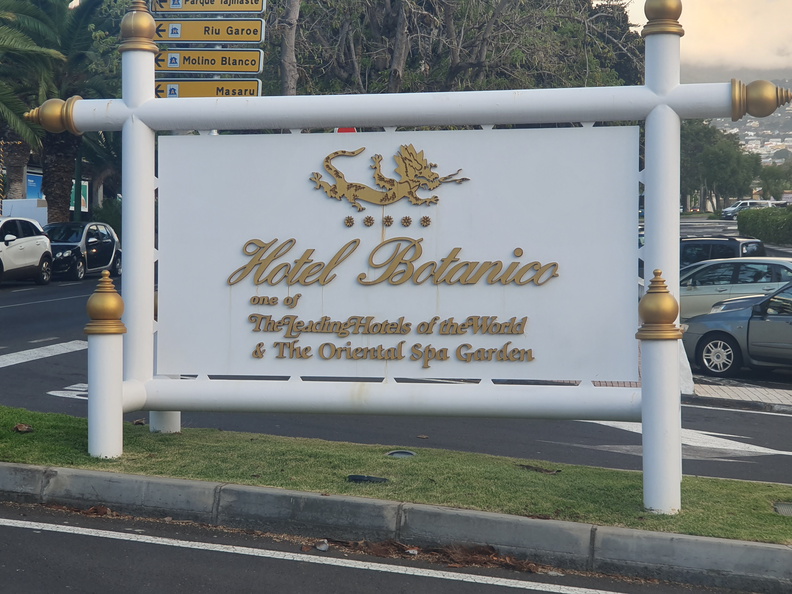 Parque Tajinaste
Riu Garoe
Molino Blanco
Masaru
Hotel Botanico
one of
The Leading Hotels of the World
& The Oriental Spa Garden